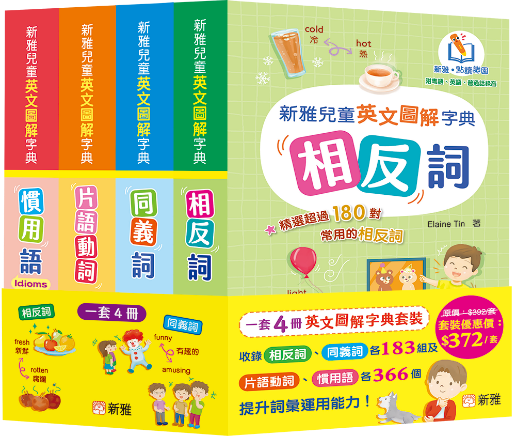 新雅兒童英文圖解字典
慣用語
Idioms
新雅兒童英文圖解字典
片語動詞
新雅兒童英文圖解字典
同義詞
新雅兒童英文圖解字典
相反詞
cold
冷
hot
熱
新雅•點讀樂園
新雅兒童英文圖解字典
相反詞
精選超過180對
常用的相反詞
Elaine Tin 著
light
相反詞
一套4冊
同義詞
fresh
新鮮
rotten
腐爛
funny
有趣的
amusing
新雅
一套4冊英文圖解字典套裝
收錄 相反詞、同義詞 各183組及
片語動詞、慣用語 各366個
提升詞彙運用能力！
原價：$392/套
套裝優惠價：
$372/套
新雅